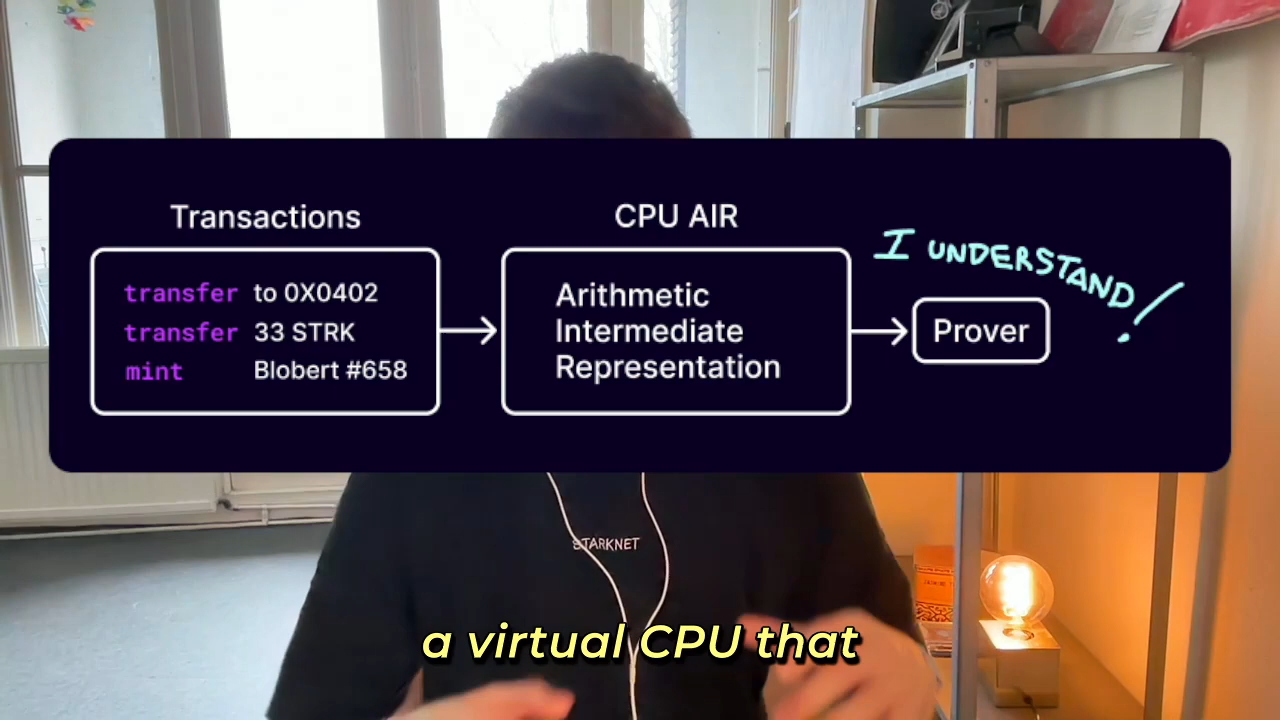 Transactions
transfer to 0X0402
transfer 33 STRK
mint Blobert #658
CPU AIR
Arithmetic
Intermediate
Representation
I UNDERSTAND!
Prover
STARKNET
a virtual CPU that